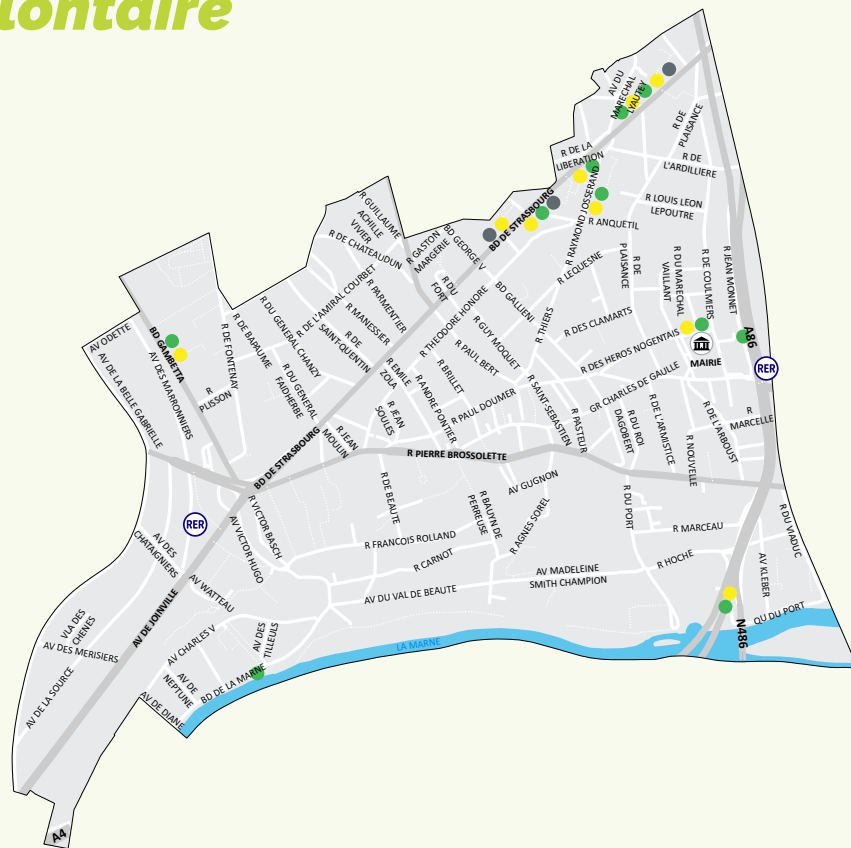 lontaire
AV DU
MARECHAL
LYAUTEY
R DE
PLAISANCE
R DE LA
LIBERATION
R DE
L'ARDILLIERE
R LOUIS LEON
LEPOUTRE
R ANQUETIL
R RAYMOND JOSSERAND
BD DE STRASBOURG
R GUILLAUME
ACHILLE
VIVIER
R DE CHATEAUDUN
R GASTON
MARGERIE
BD GEORGE V
R DU
FORT
BD GALLIENI
R LEQUESNE
R DE
PLAISANCE
R DU MARECHAL
VAILLANT
R DE COULMIERS
R JEAN MONNET
A86
RER
MAIRIE
R DE L'AMIRAL COURBET
R PARMENTIER
R MANESSER
R DE
SAINT-QUENTIN
R THEODORE HONORE
R GUY MOQUET
R PAUL BERT
R THIERS
R DES CLAMARTS
R DES HEROS NOGENTAIS
GR CHARLES DE GAULLE
AV ODETTE
BD GAMBETTA
AV DES MARRONNIERS
AV DE LA BELLE GABRIELLE
R DE FONTENAY
R DE BAPAUME
R DU GENERAL CHANZY
R
PLISSON
R DU GENERAL
FAIDHERBE
R EMILE
ZOLA
R BRILLET
R ANDRE PONTIER
R JEAN
SOULES
R PAUL DOUMER
R SAINT-SEBASTIEN
R PASTEUR
R DU ROI
DAGOBERT
R DE L'ARMISTICE
R NOUVELLE
R DE L'ARBOUST
R
MARCELLE
R JEAN
MOULIN
BD DE STRASBOURG
R PIERRE BROSSOLETTE
RER
R VICTOR BASCH
AV VICTOR HUGO
R DE BEAUTE
R BAUYN DE
PERREUSE
AV GUGNON
R AGNES SOREL
R DU PORT
R MARCEAU
R DU VIADUC
R FRANCOIS ROLLAND
R CARNOT
AV MADELEINE
SMITH CHAMPION
R HOCHE
AV KLEBER
QU DU PORT
N486
AV DES
CHATAIGNIERS
AV WATTEAU
AV DU VAL DE BEAUTE
AV DE JOINVILLE
VLA DES
CHENES
AV DES MERISIERS
AV CHARLES V
AV DES
TILLEULS
LA MARNE
AV DE LA SOURCE
AV DE
NEPTUNE
BD DE LA MARNE
AV DE DIANE
A4